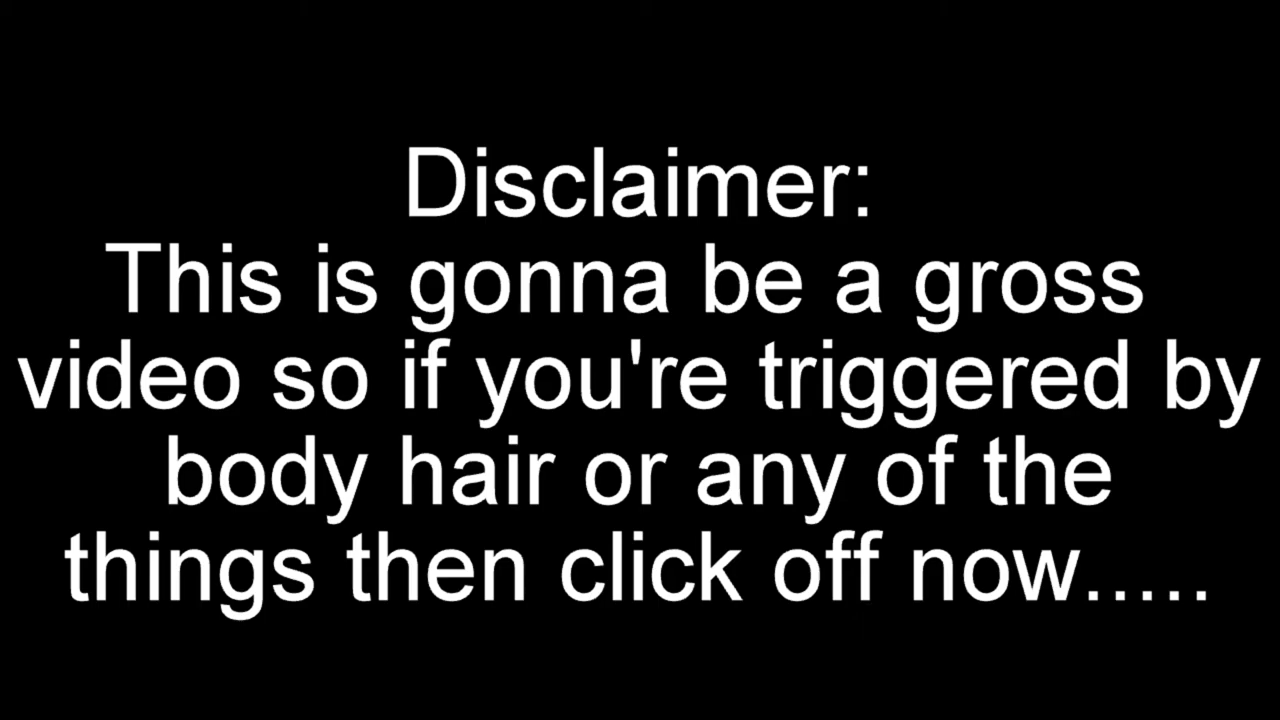 Disclaimer:
This is gonna be a gross
video so if you're triggered by
body hair or any of the
things then click off now.....